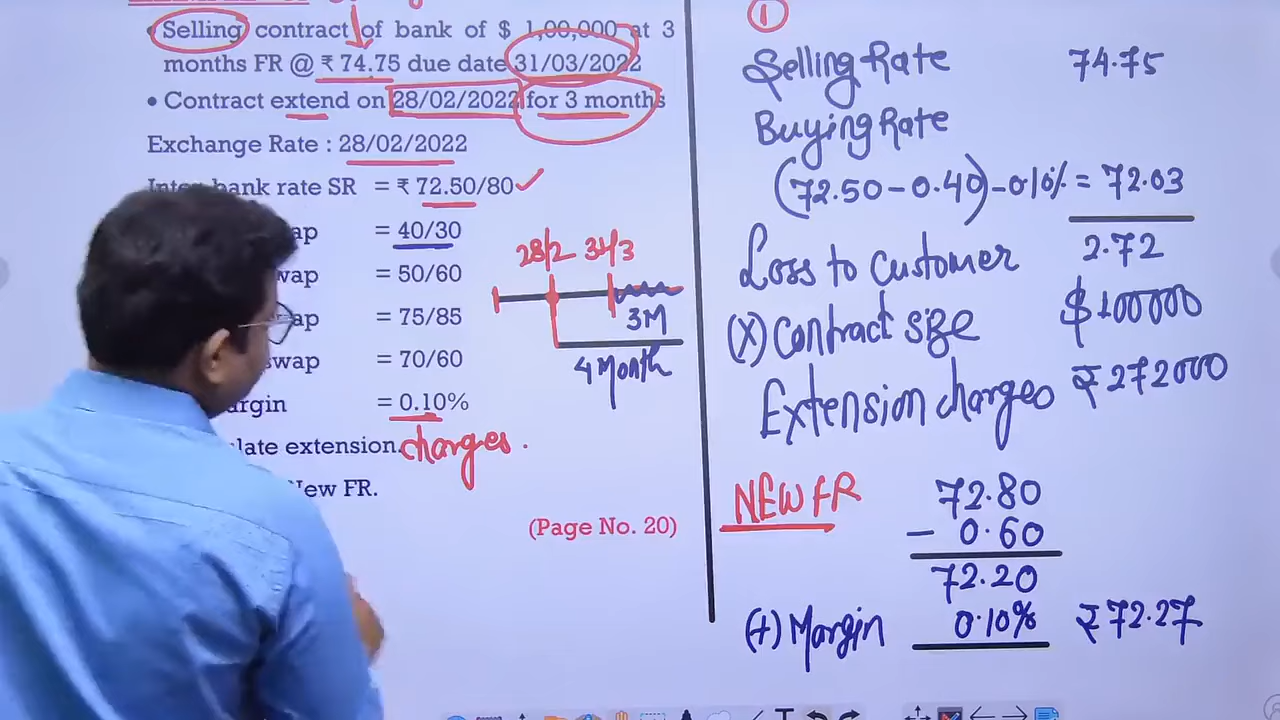 • Selling contract of bank of $ 1,00,000 at 3
months FR @ ₹ 74.75 due date 31/03/2022
• Contract extend on 28/02/2022 for 3 months
Exchange Rate : 28/02/2022
bank rate SR = ₹ 72.50/80
= 40/30
= 50/60
= 75/85
swap = 70/60
= 0.10%
extension charges.
New FR.
(Page No. 20)
28/2 31/3
3M
4 Month
1
Selling Rate 74.75
Buying Rate
(72.50 - 0.40) - 0.10% = 72.03
Loss to Customer 2.72
(X) Contract size $ 100000
Extension charges ₹ 272000
NEW FR 72.80
- 0.60
72.20
(+) Margin 0.10% ₹ 72.27